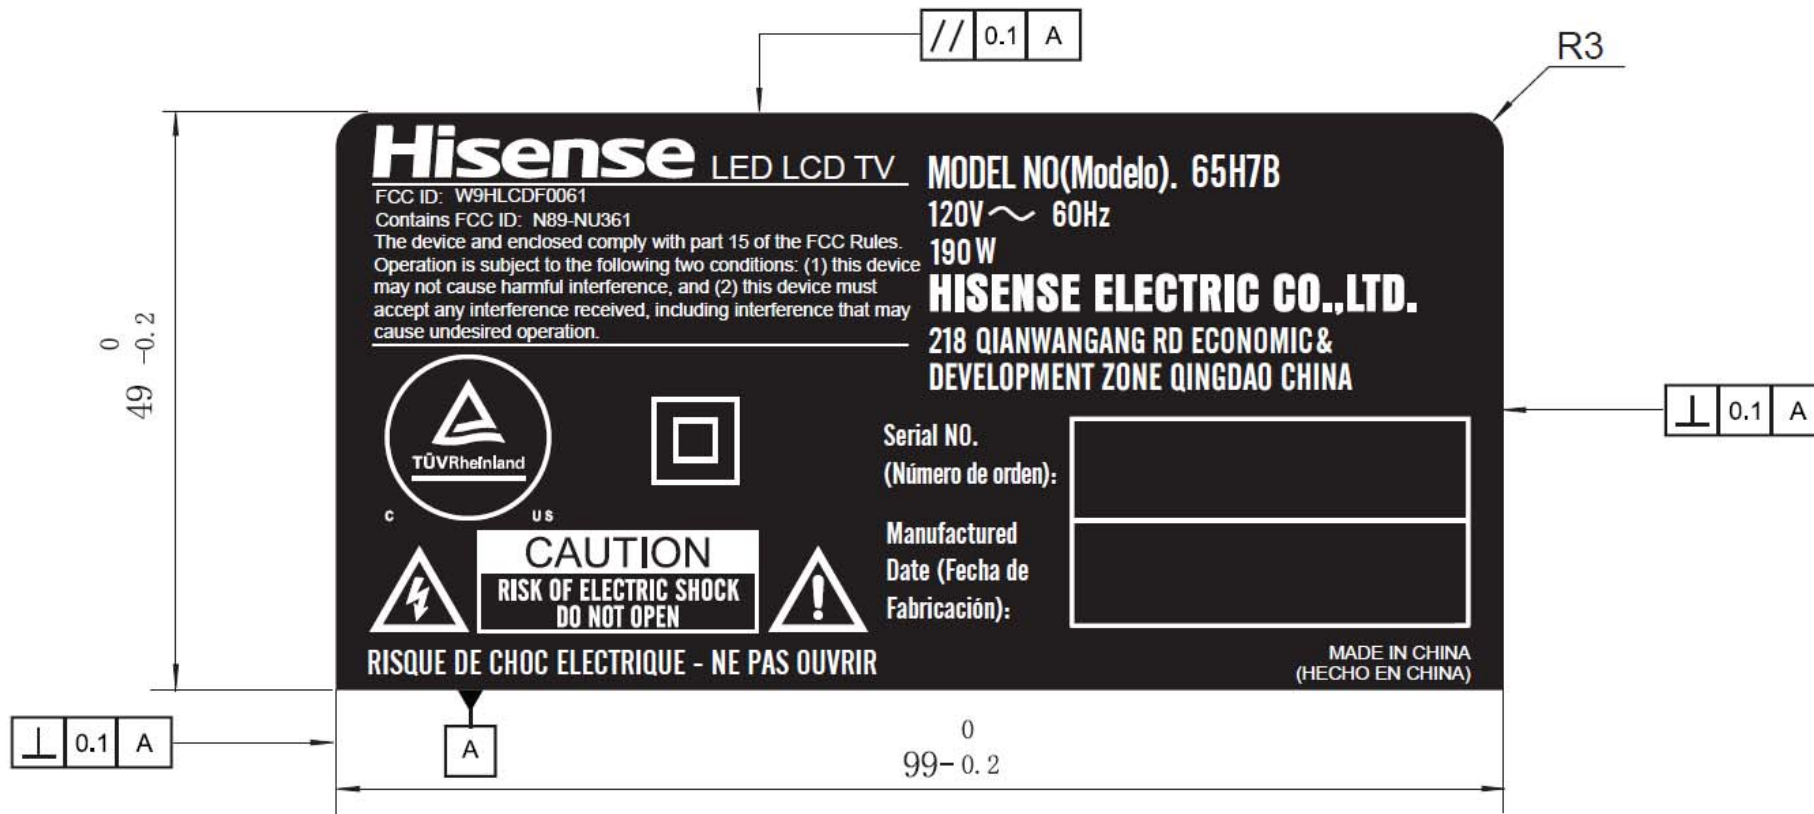 // 0.1 A
R3
Hisense LED LCD TV
FCC ID: W9HLCDF0061
Contains FCC ID: N89-NU361
The device and enclosed comply with part 15 of the FCC Rules.
Operation is subject to the following two conditions: (1) this device
may not cause harmful interference, and (2) this device must
accept any interference received, including interference that may
cause undesired operation.
MODEL NO(Modelo). 65H7B
120V～ 60Hz
190W
HISENSE ELECTRIC CO.,LTD.
218 QIANWANGANG RD ECONOMIC&
DEVELOPMENT ZONE QINGDAO CHINA
0
49 -0.2
⊥ 0.1 A
TÜVRheinland
C US
Serial NO.
(Número de orden):
Manufactured
Date (Fecha de
Fabricación):
CAUTION
RISK OF ELECTRIC SHOCK
DO NOT OPEN
RISQUE DE CHOC ELECTRIQUE - NE PAS OUVRIR
MADE IN CHINA
(HECHO EN CHINA)
⊥ 0.1 A
A
0
99-0.2